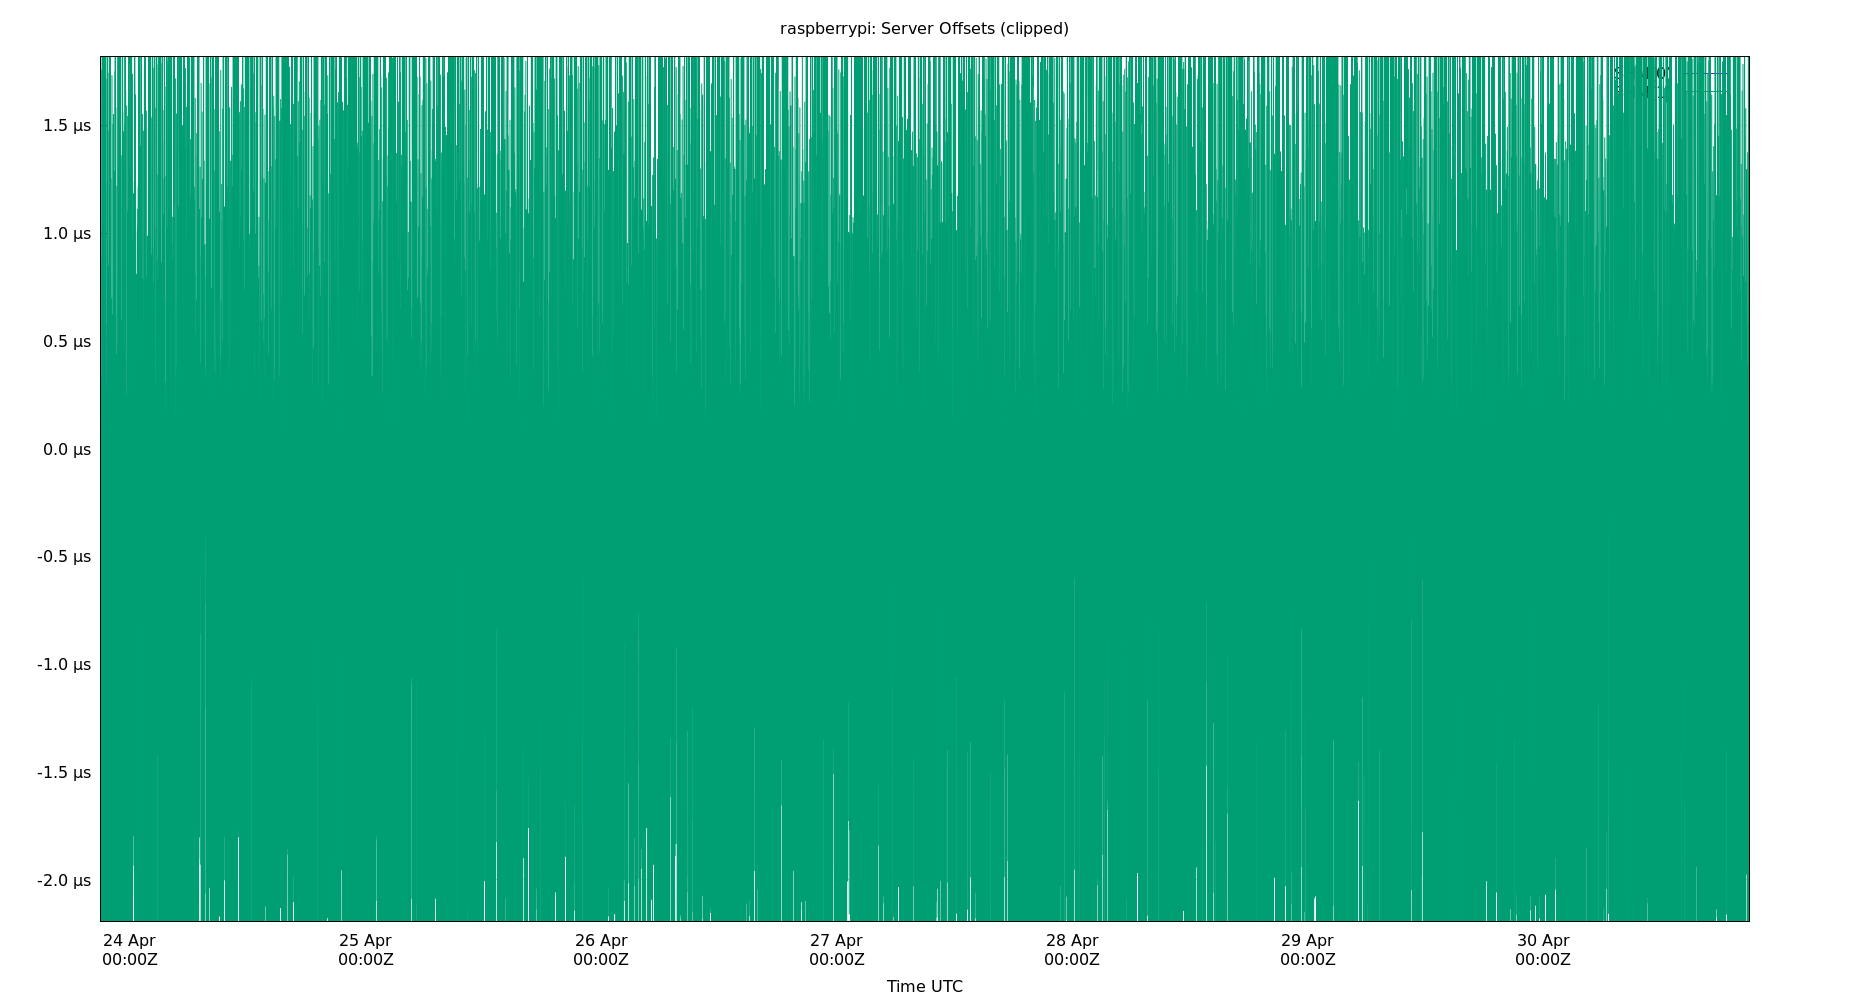 raspberrypi: Server Offsets (clipped)
1.5 µs
1.0 µs
0.5 µs
0.0 µs
-0.5 µs
-1.0 µs
-1.5 µs
-2.0 µs
24 Apr
00:00Z
25 Apr
00:00Z
26 Apr
00:00Z
27 Apr
00:00Z
28 Apr
00:00Z
29 Apr
00:00Z
30 Apr
00:00Z
Time UTC